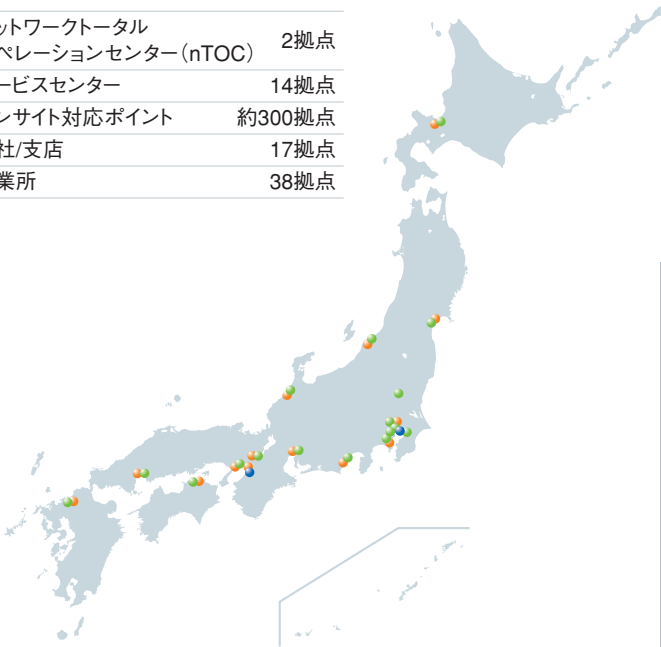 ットワークトータル
ペレーションセンター（nTOC） 2拠点
ービスセンター 14拠点
ンサイト対応ポイント 約300拠点
社/支店 17拠点
業所 38拠点